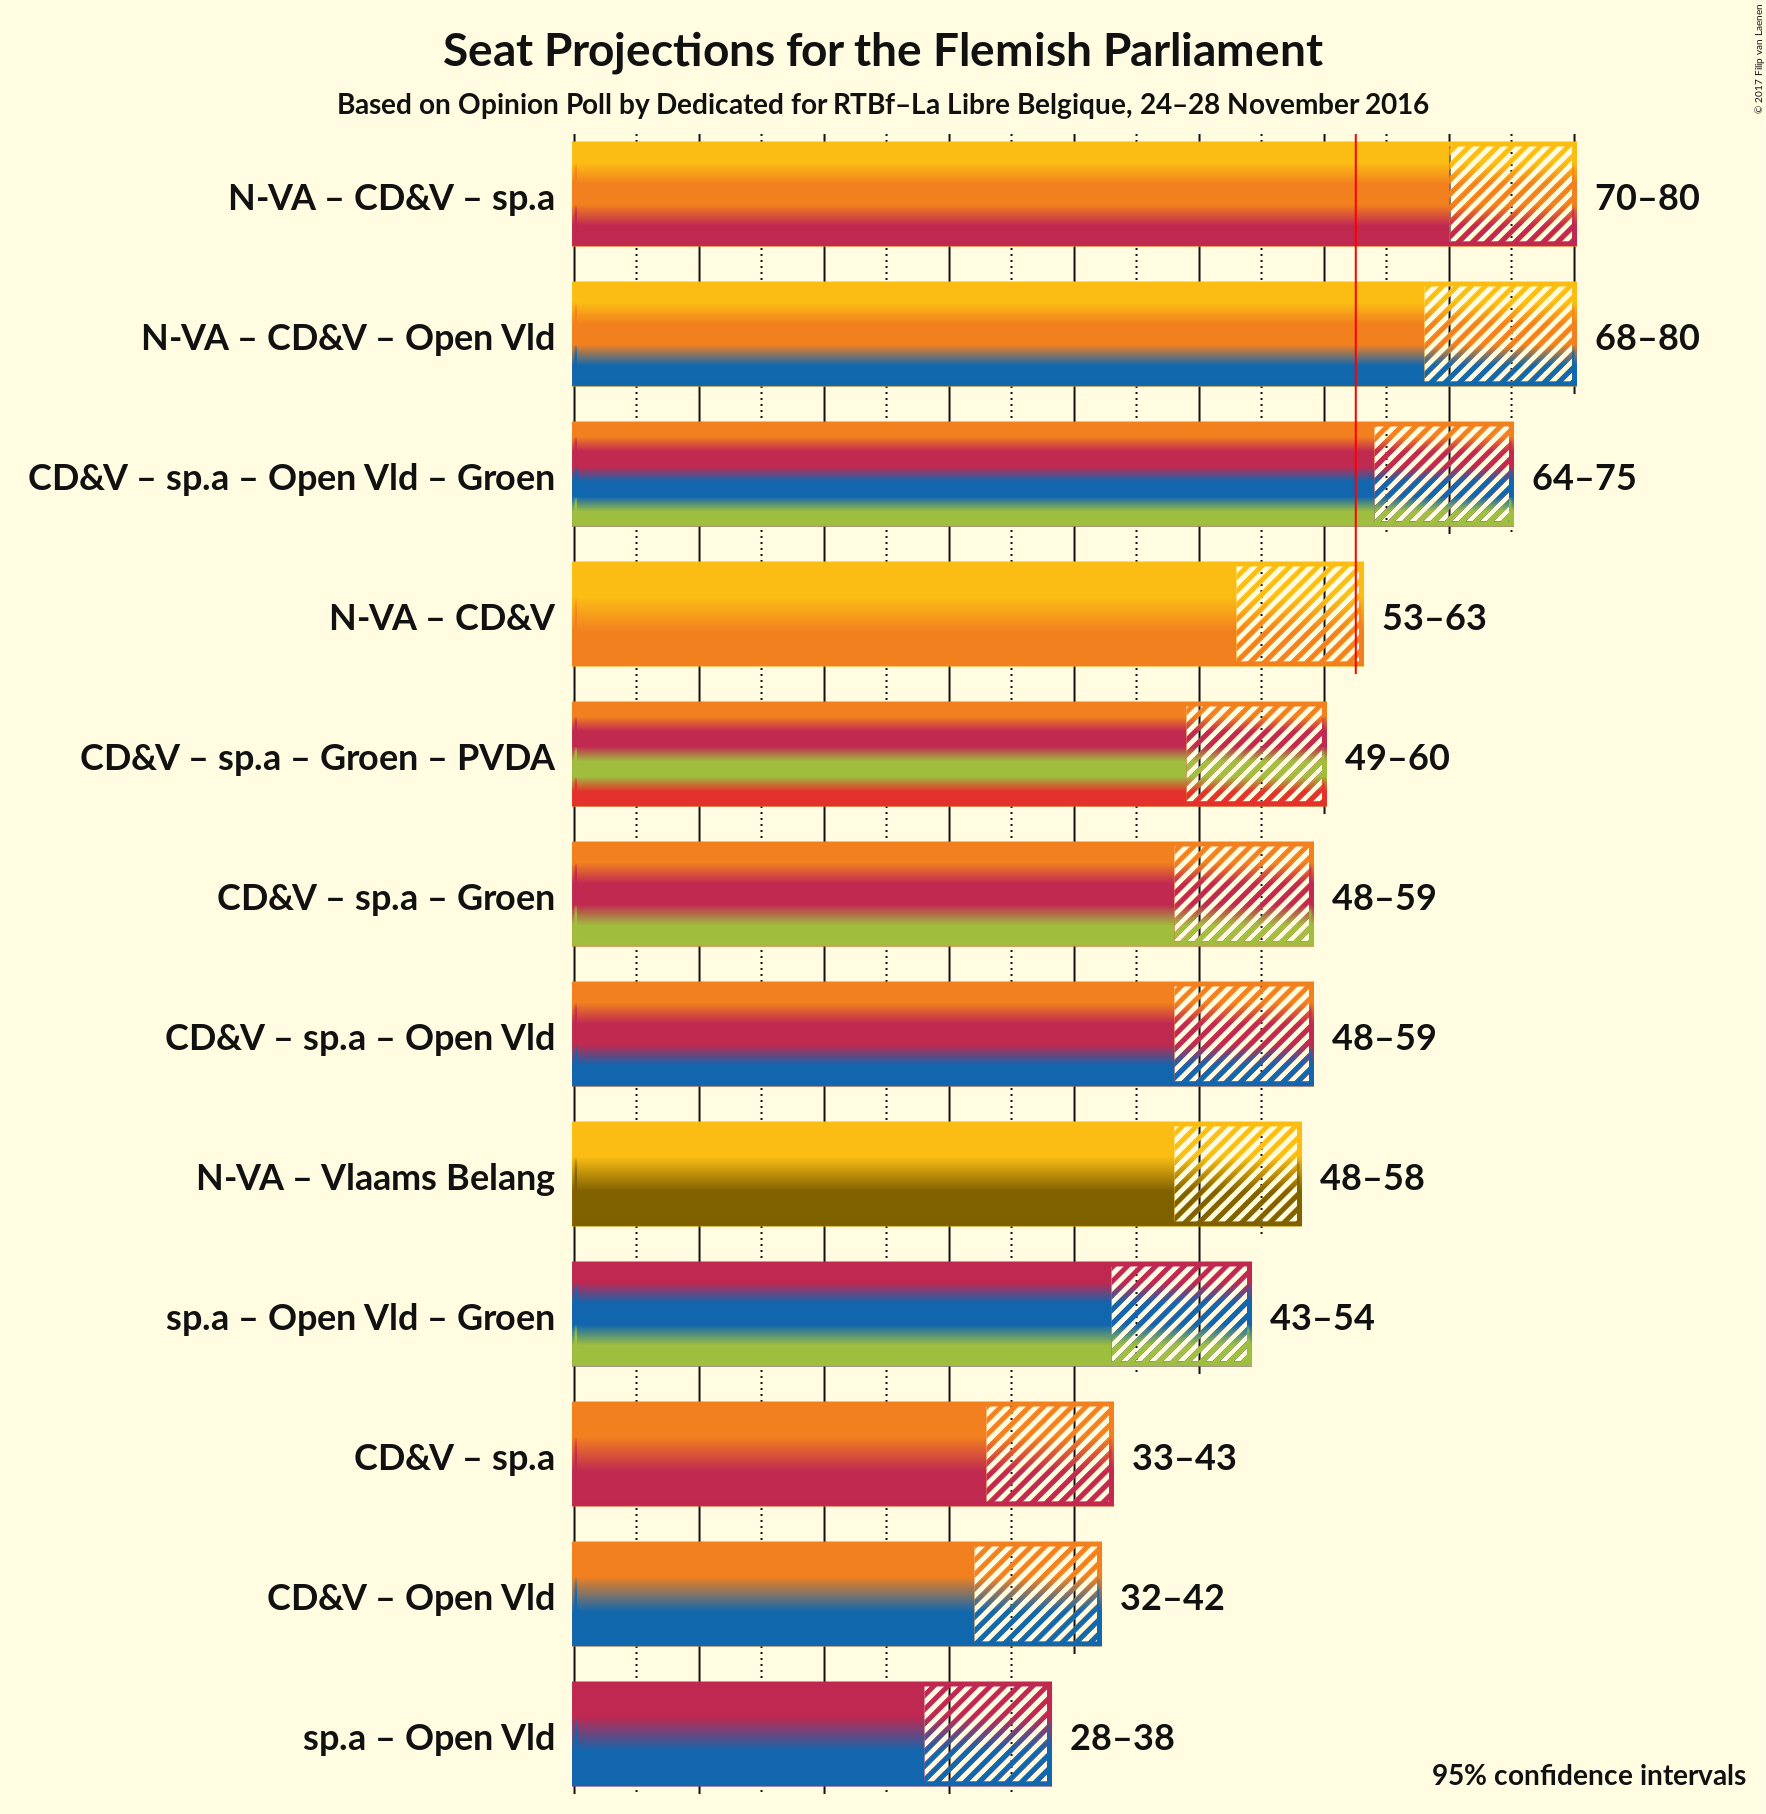 Seat Projections for the Flemish Parliament
Based on Opinion Poll by Dedicated for RTBf–La Libre Belgique, 24–28 November 2016
© 2017 Filip van Laenen
N-VA – CD&V – sp.a 70–80
N-VA – CD&V – Open Vld 68–80
CD&V – sp.a – Open Vld – Groen 64–75
N-VA – CD&V 53–63
CD&V – sp.a – Groen – PVDA 49–60
CD&V – sp.a – Groen 48–59
CD&V – sp.a – Open Vld 48–59
N-VA – Vlaams Belang 48–58
sp.a – Open Vld – Groen 43–54
CD&V – sp.a 33–43
CD&V – Open Vld 32–42
sp.a – Open Vld 28–38
95% confidence intervals